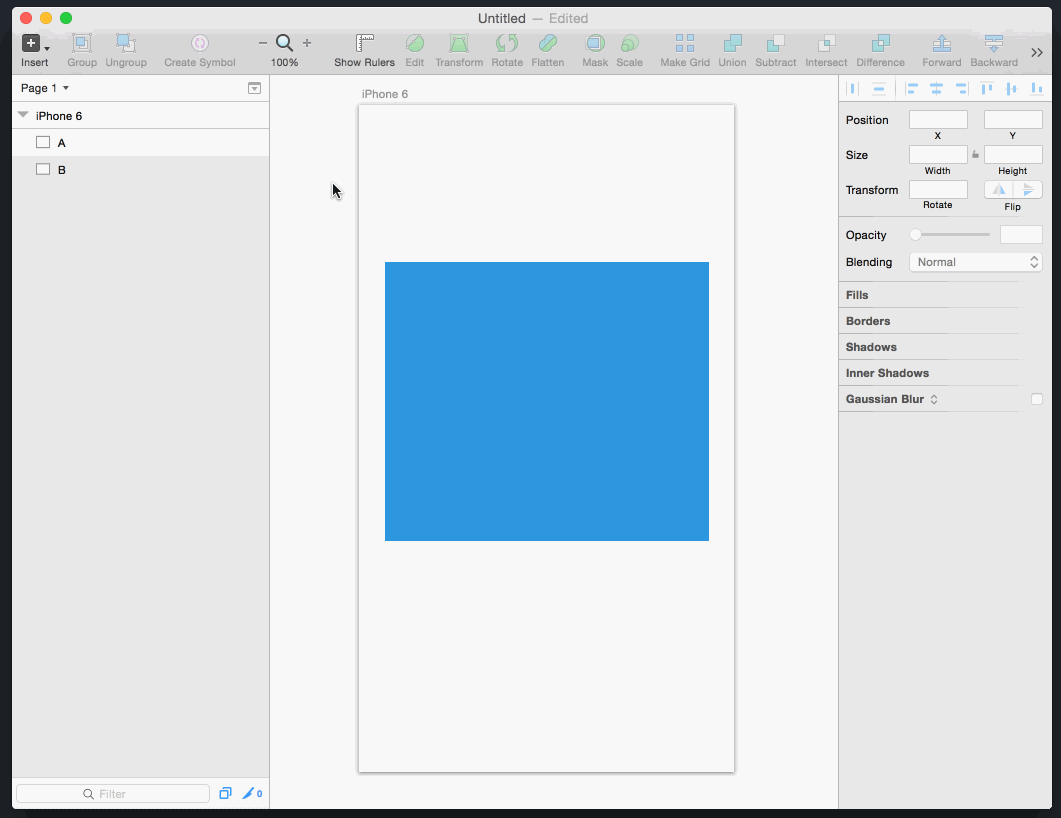 Untitled — Edited
Insert Group Ungroup Create Symbol 100% Show Rulers Edit Transform Rotate Flatten Mask Scale Make Grid Union Subtract Intersect Difference Forward Backward
Page 1
iPhone 6
A
B
Filter
0
iPhone 6
Position
X Y
Size
Width Height
Transform
Rotate Flip
Opacity
Blending Normal
Fills
Borders
Shadows
Inner Shadows
Gaussian Blur